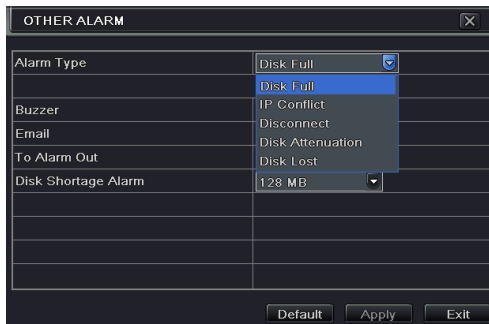 OTHER ALARM
Alarm Type
Disk Full
Disk Full
IP Conflict
Buzzer
Disconnect
Email
Disk Attenuation
To Alarm Out
Disk Lost
Disk Shortage Alarm
128 MB
Default
Apply
Exit